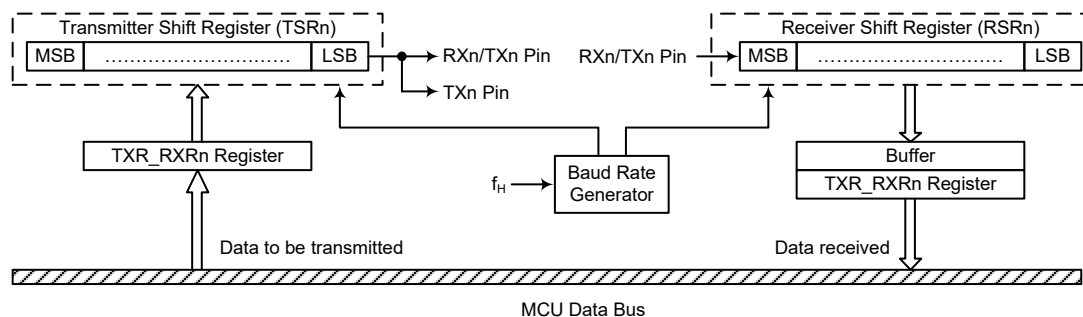 Transmitter Shift Register (TSRn)
MSB .............................. LSB
RXn/TXn Pin
TXn Pin
TXR_RXRn Register
Data to be transmitted
fH
Baud Rate
Generator
Receiver Shift Register (RSRn)
RXn/TXn Pin
MSB .............................. LSB
Buffer
TXR_RXRn Register
Data received
MCU Data Bus